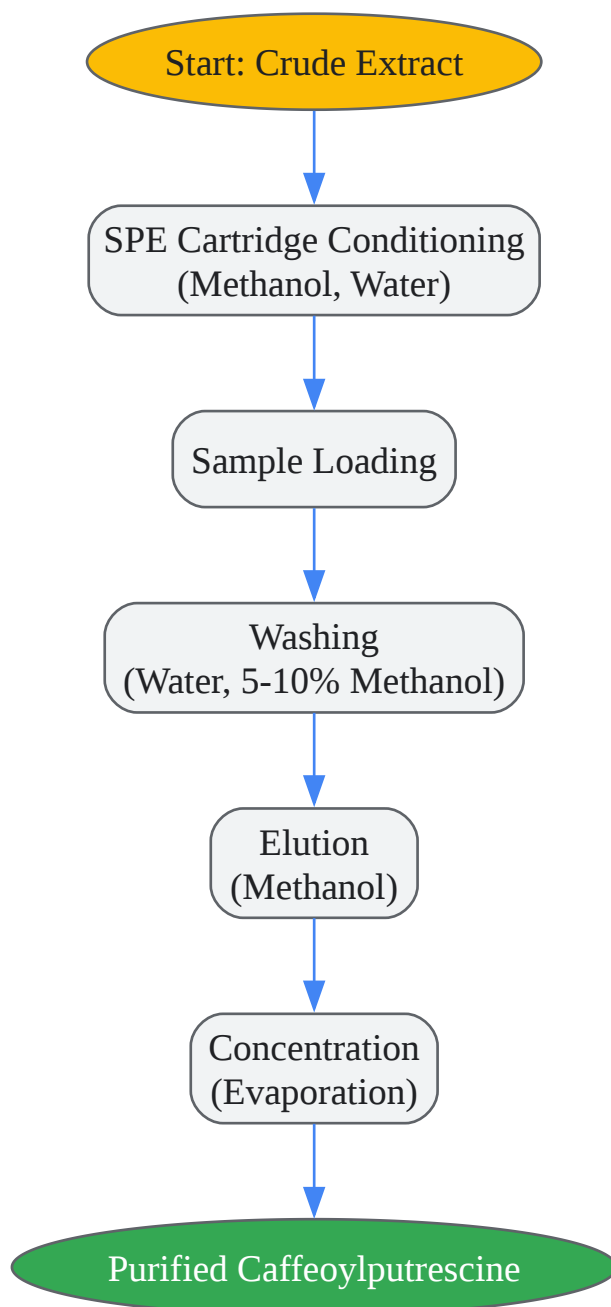 Start: Crude Extract
SPE Cartridge Conditioning
(Methanol, Water)
Sample Loading
Washing
(Water, 5-10% Methanol)
Elution
(Methanol)
Concentration
(Evaporation)
Purified Caffeoylputrescine